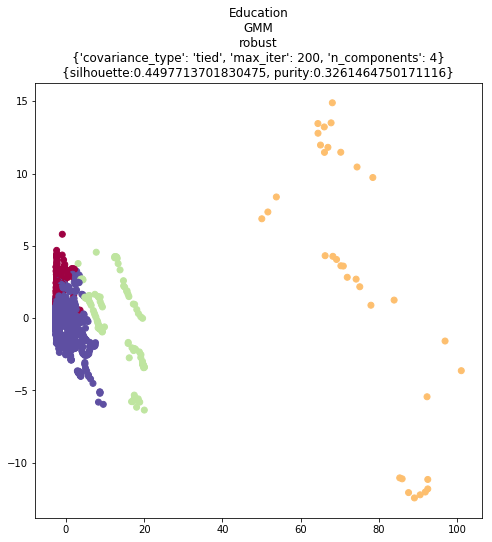 Education
GMM
robust
{'covariance_type': 'tied', 'max_iter': 200, 'n_components': 4}
{silhouette:0.4497713701830475, purity:0.3261464750171116}
15
10
5
0
−5
−10
0 20 40 60 80 100